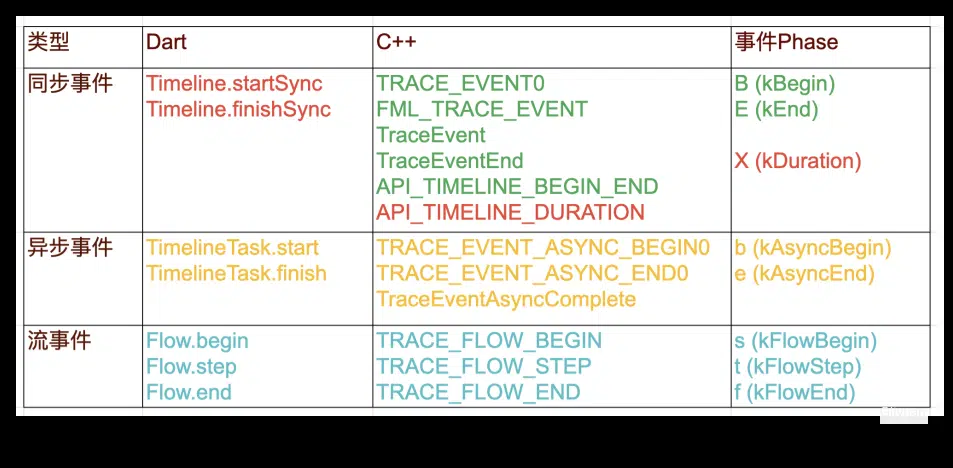 类型 Dart C++ 事件Phase
同步事件 Timeline.startSync TRACE_EVENT0 B (kBegin)
Timeline.finishSync FML_TRACE_EVENT E (kEnd)
TraceEvent
TraceEventEnd X (kDuration)
API_TIMELINE_BEGIN_END
API_TIMELINE_DURATION
异步事件 TimelineTask.start TRACE_EVENT_ASYNC_BEGIN0 b (kAsyncBegin)
TimelineTask.finish TRACE_EVENT_ASYNC_END0 e (kAsyncEnd)
TraceEventAsyncComplete
流事件 Flow.begin TRACE_FLOW_BEGIN s (kFlowBegin)
Flow.step TRACE_FLOW_STEP t (kFlowStep)
Flow.end TRACE_FLOW_END f (kFlowEnd)